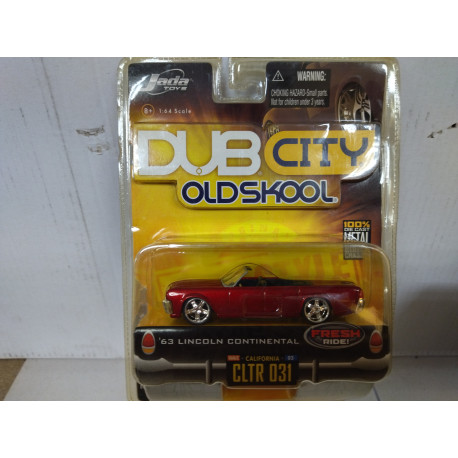 Jada
TOYS
8+ 1:64 Scale
WARNING:
CHOKING HAZARD-Small parts
Not for children under 3 years.
DUB CITY
OLDSKOOL
100%
DIE CAST
METAL
'63 LINCOLN CONTINENTAL
FRESH
RIDE!
CALIFORNIA
CLTR 031